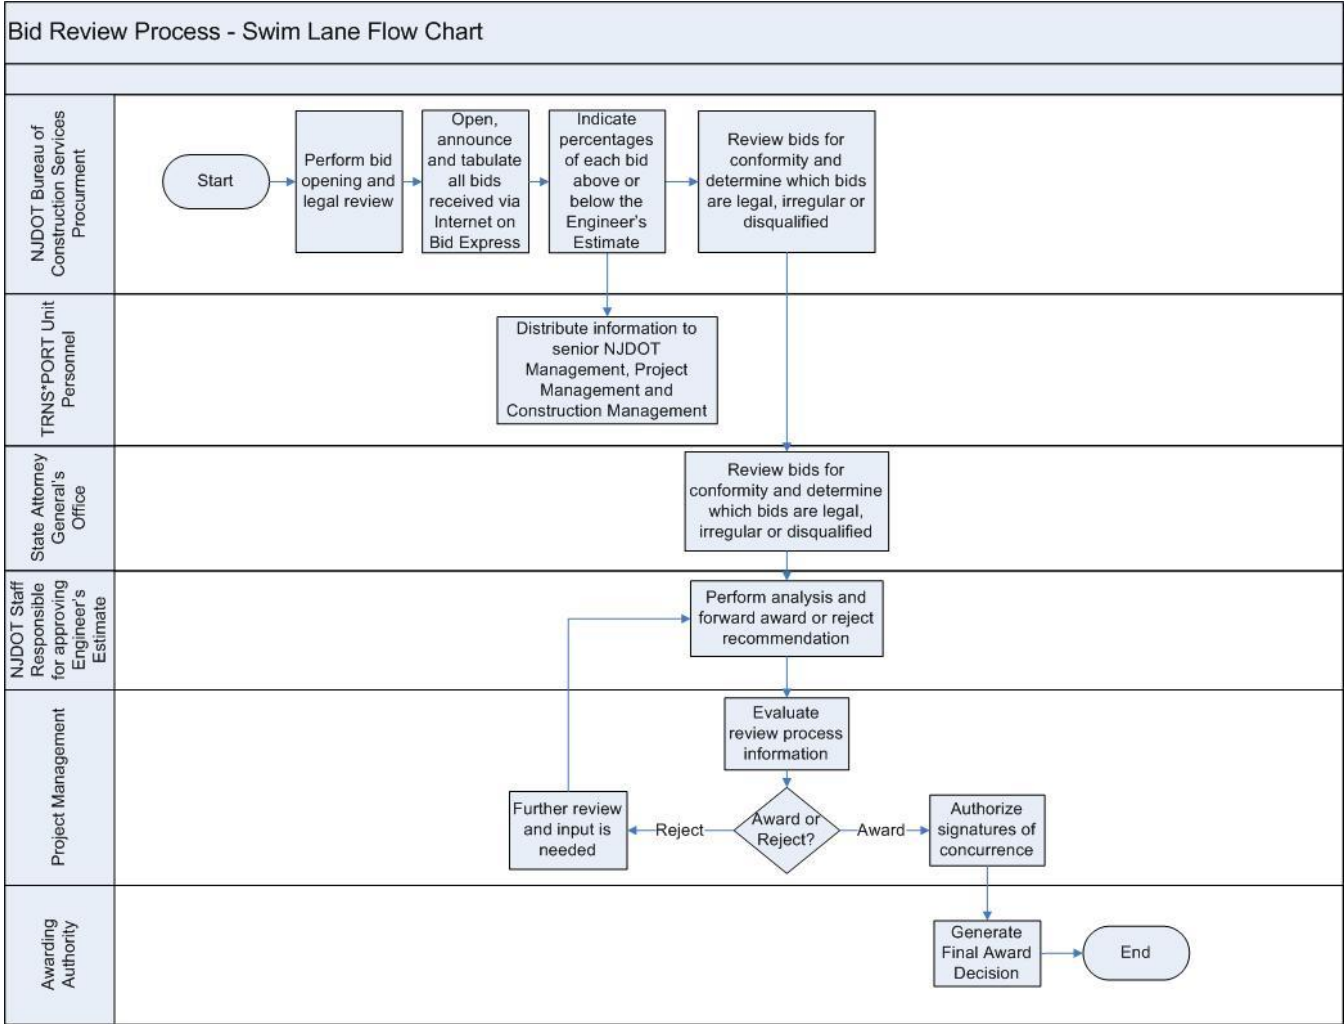 Bid Review Process - Swim Lane Flow Chart
NJDOT Bureau of
Construction Services
Procurment
Start
Perform bid
opening and
legal review
Open,
announce
and tabulate
all bids
received via
Internet on
Bid Express
Indicate
percentages
of each bid
above or
below the
Engineer's
Estimate
Review bids for
conformity and
determine which bids
are legal, irregular or
disqualified
TRNS*PORT Unit
Personnel
Distribute information to
senior NJDOT
Management, Project
Management and
Construction Management
State Attorney
General's
Office
Review bids for
conformity and determine
which bids are legal,
irregular or disqualified
NJDOT Staff
Responsible
for approving
Engineer's
Estimate
Perform analysis and
forward award or reject
recommendation
Project Management
Evaluate
review process
information
Further review
and input is
needed
Reject
Award or
Reject?
Award
Authorize
signatures of
concurrence
Awarding
Authority
Generate
Final Award
Decision
End